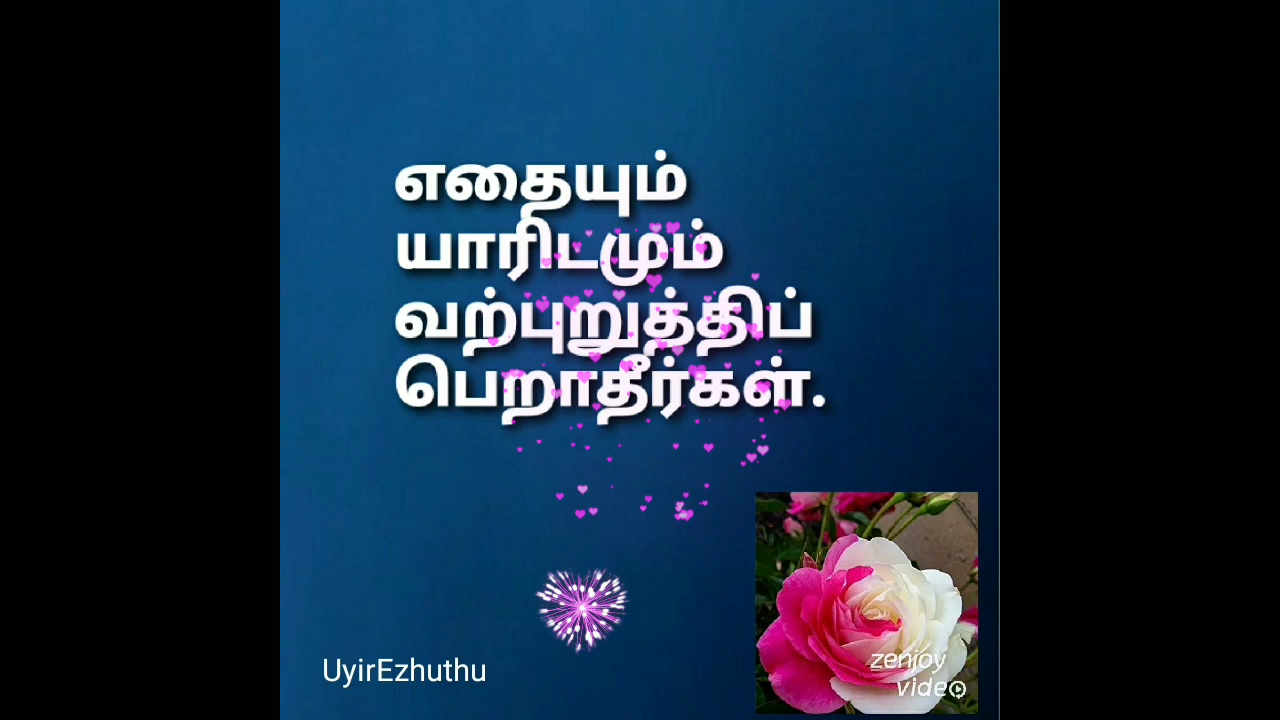 எதையும்
யாரிடமும்
வற்புறுத்திப்
பெறாதீர்கள்.
UyirEzhuthu
zenjoy
video